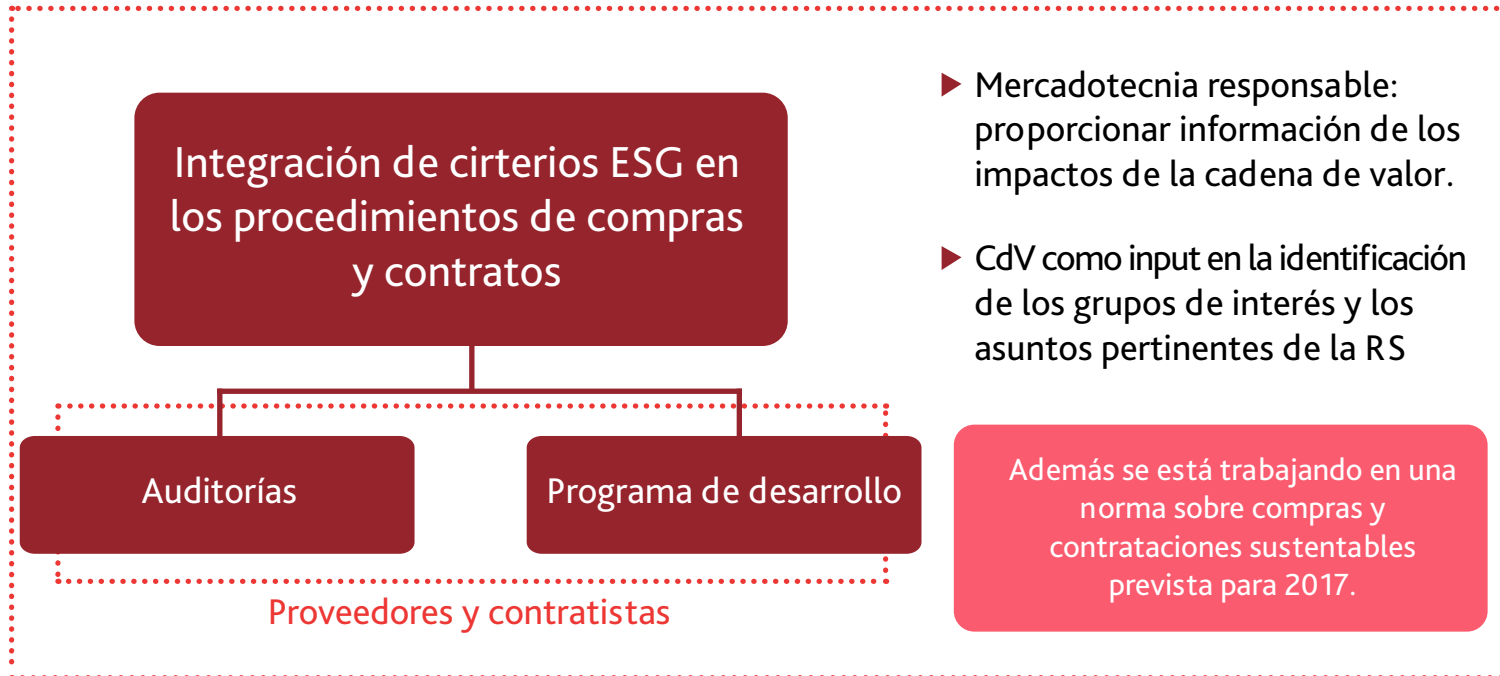 Integración de cirterios ESG en
los procedimientos de compras
y contratos
Auditorías
Programa de desarrollo
Proveedores y contratistas
Mercadotecnia responsable:
proporcionar información de los
impactos de la cadena de valor.
CdV como input en la identificación
de los grupos de interés y los
asuntos pertinentes de la RS
Además se está trabajando en una
norma sobre compras y
contrataciones sustentables
prevista para 2017.